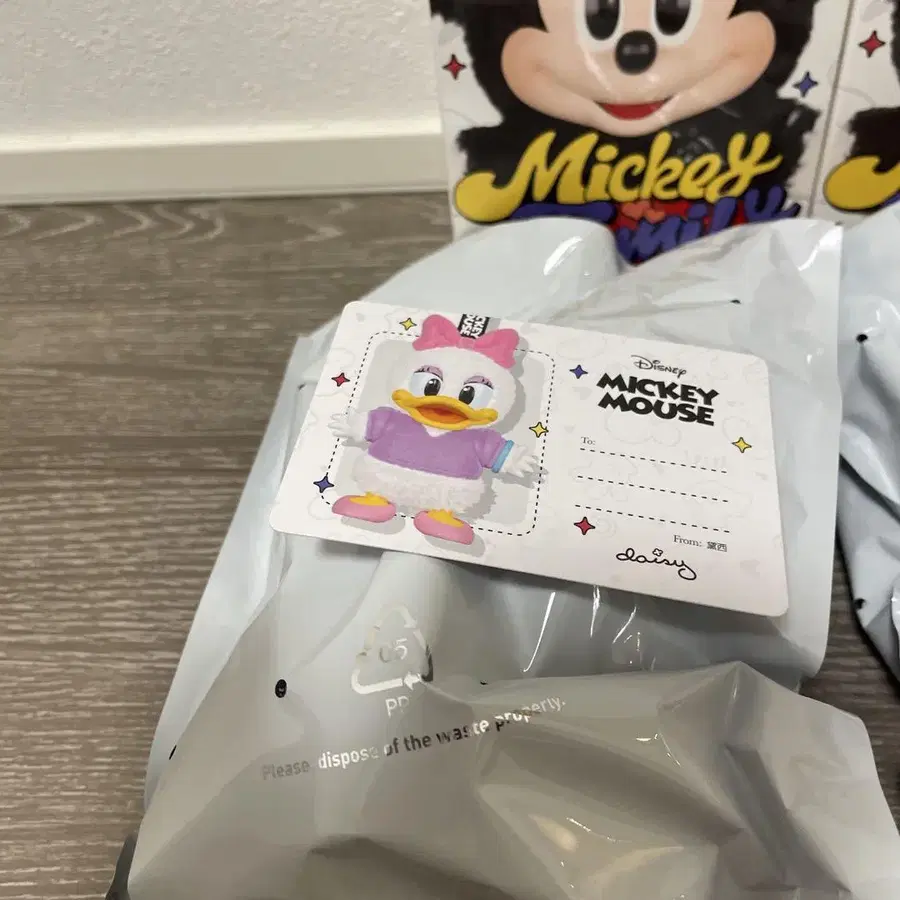 Mickey
Family
DISNEY
MICKEY
MOUSE
To:
From: 黛西
daisy
05
PP
Please dispose of the waste properly.